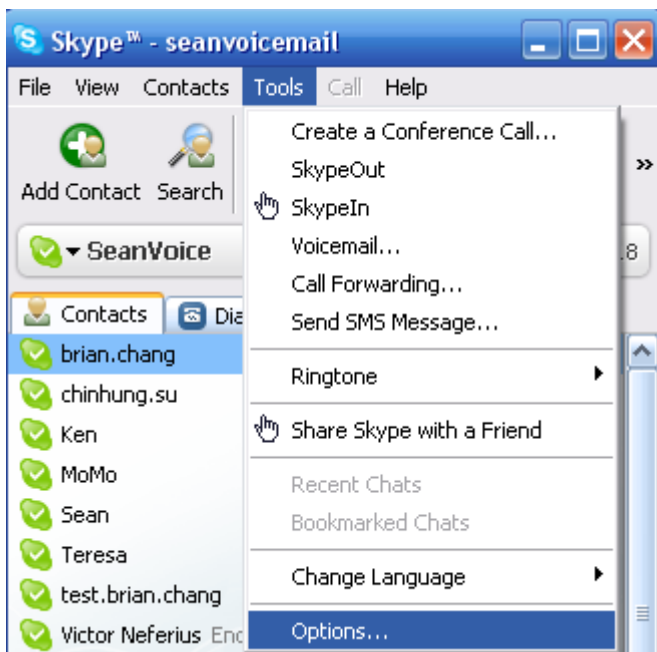 Skype™ - seanvoicemail
File View Contacts Tools Call Help
Add Contact Search
»
SeanVoice
.8
Contacts
Create a Conference Call...
SkypeOut
SkypeIn
Voicemail...
Call Forwarding...
Send SMS Message...
Ringtone
Share Skype with a Friend
Recent Chats
Bookmarked Chats
Change Language
Options...
brian.chang
chinhung.su
Ken
MoMo
Sean
Teresa
test.brian.chang
Victor Neferius